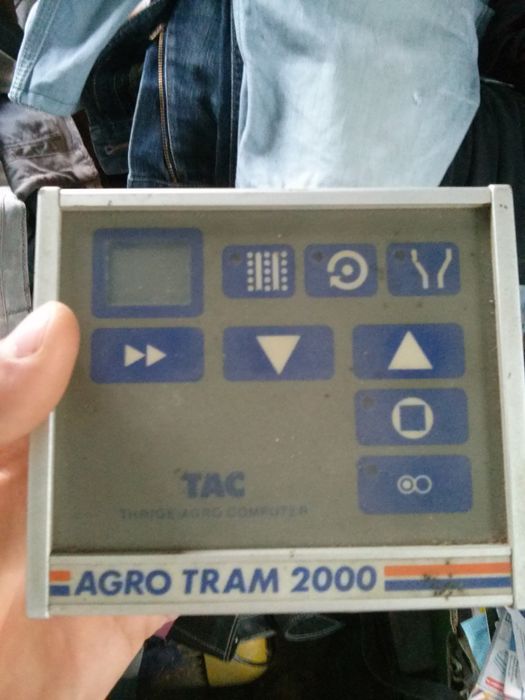 TAC
THRIGE AGRO COMPUTER
AGRO TRAM 2000